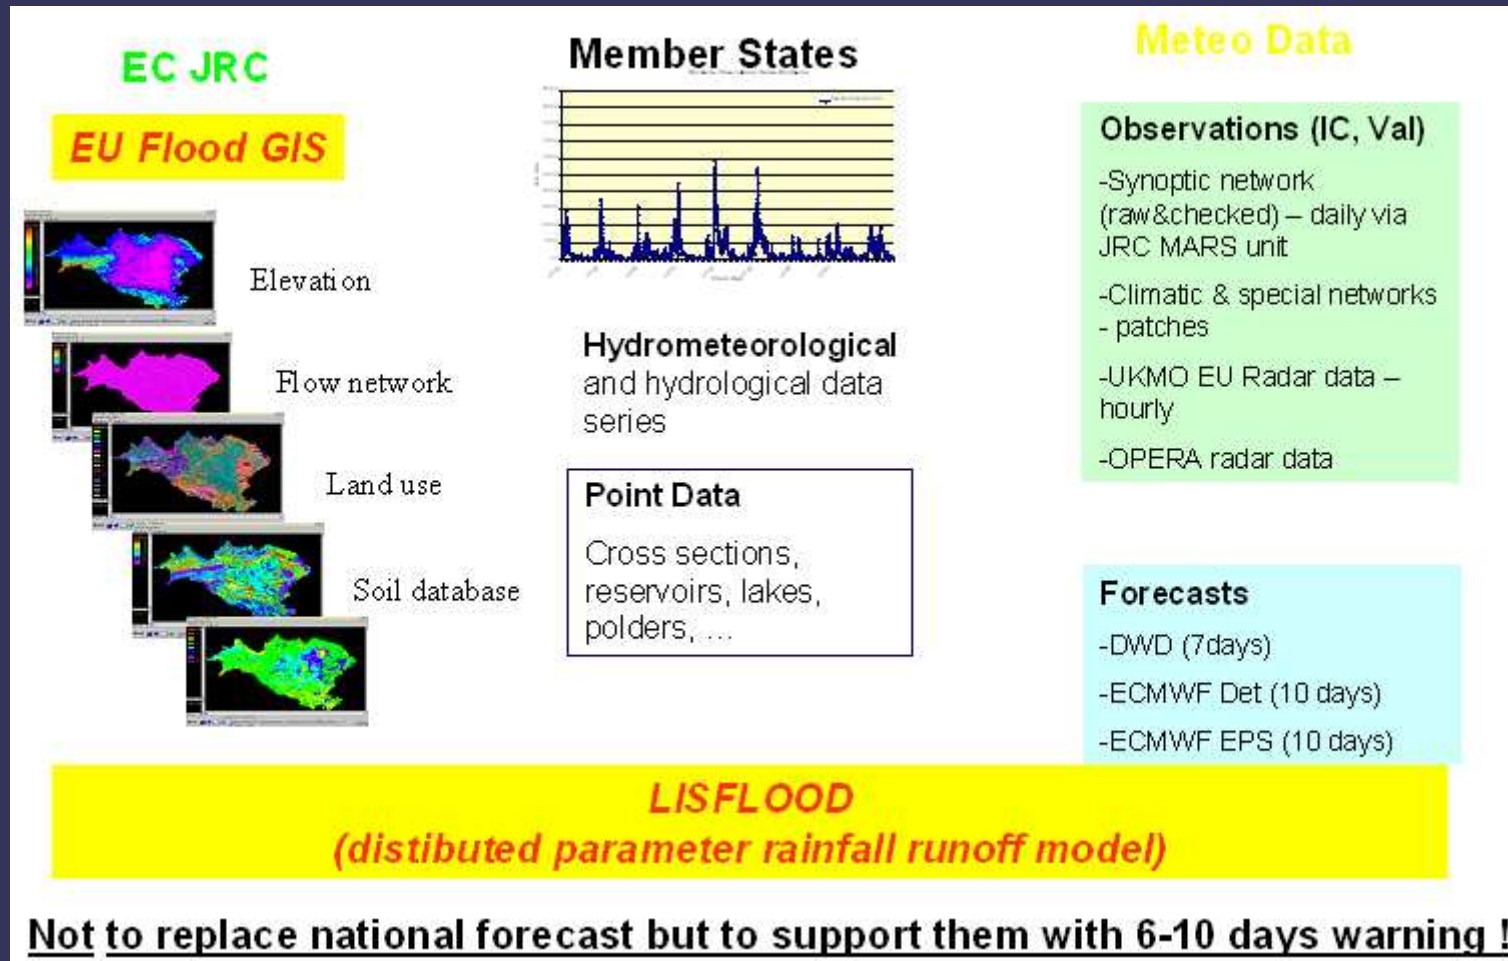 EC JRC
EU Flood GIS
Elevation
Flow network
Land use
Soil database
Member States
Hydrometeorological
and hydrological data
series
Point Data
Cross sections,
reservoirs, lakes,
polders, ...
Meteo Data
Observations (IC, Val)
-Synoptic network
(raw&checked) – daily via
JRC MARS unit
-Climatic & special networks
- patches
-UKMO EU Radar data –
hourly
-OPERA radar data
Forecasts
-DWD (7days)
-ECMWF Det (10 days)
-ECMWF EPS (10 days)
LISFLOOD
(distibuted parameter rainfall runoff model)
Not to replace national forecast but to support them with 6-10 days warning !